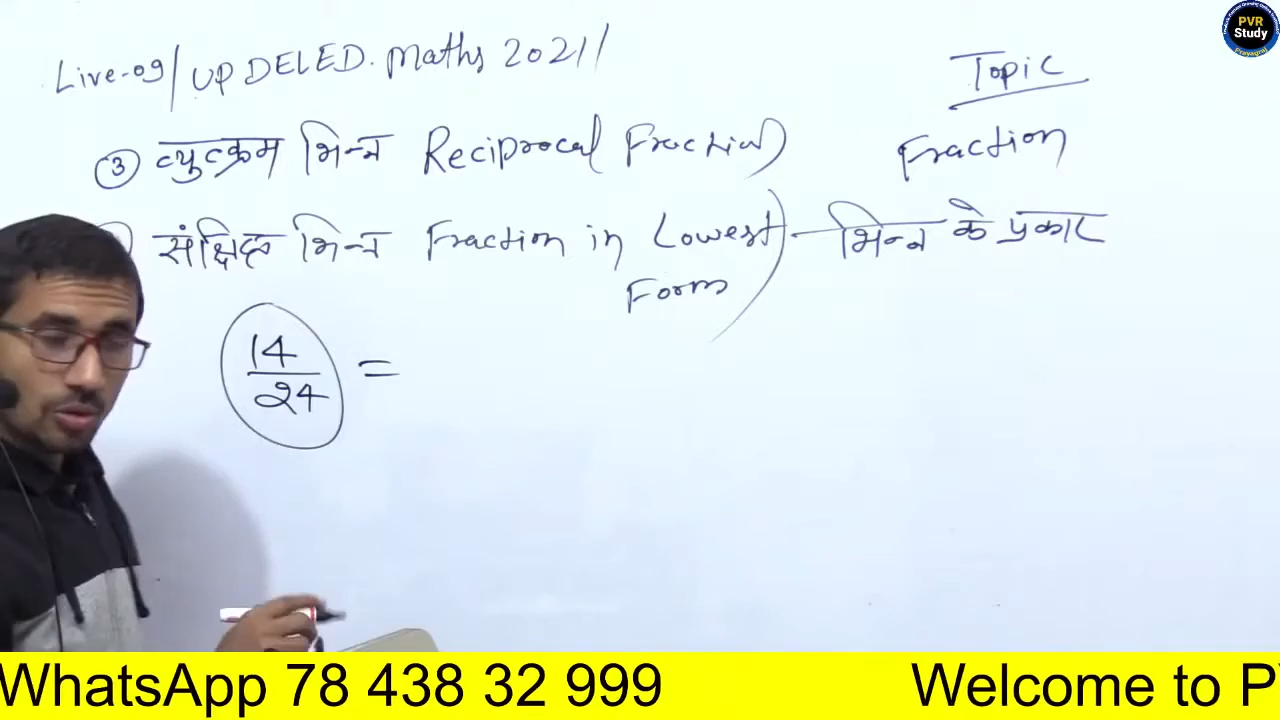 Live-09/ UP DELED. Maths 2021/
Topic
Fraction
③ व्युत्क्रम भिन्न Reciprocal Fraction)
संक्षिप्त भिन्न Fraction in Lowest Form) - भिन्न के प्रकार
14/24 =
PVR
Study
Prayagraj
WhatsApp 78 438 32 999 Welcome to P